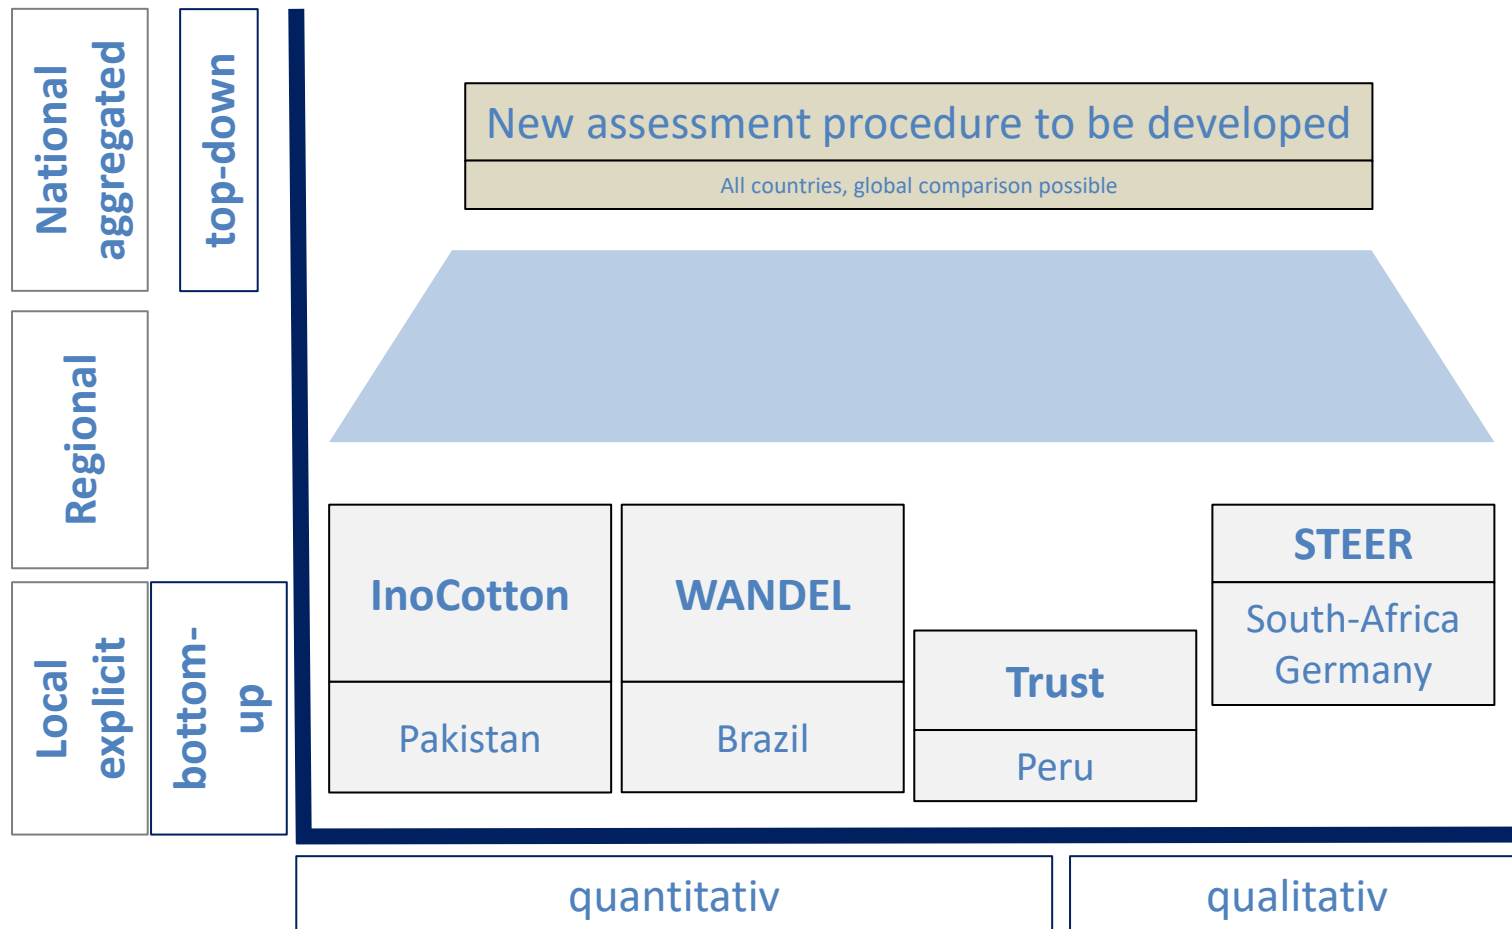 National
aggregated
top-down
New assessment procedure to be developed
All countries, global comparison possible
Regional
Local
explicit
bottom-
up
InoCotton
Pakistan
WANDEL
Brazil
Trust
Peru
STEER
South-Africa
Germany
quantitativ
qualitativ